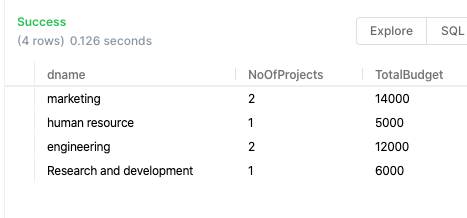 Success
(4 rows) 0.126 seconds
Explore SQL
dname NoOfProjects TotalBudget
marketing 2 14000
human resource 1 5000
engineering 2 12000
Research and development 1 6000